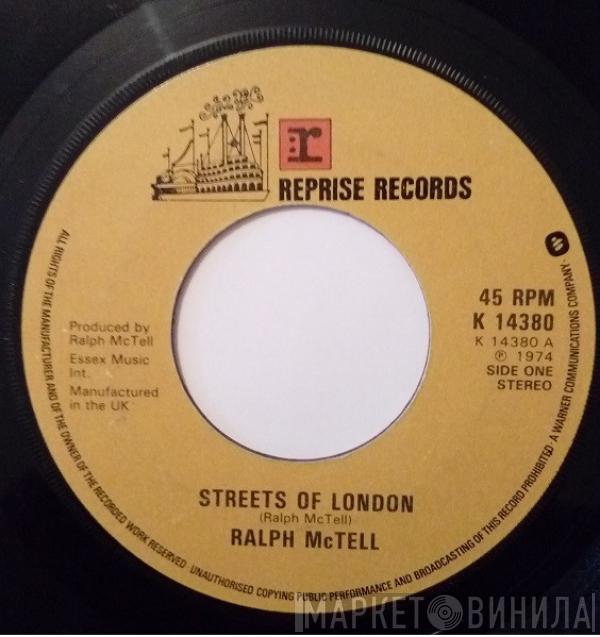 r
REPRISE RECORDS
45 RPM
K 14380
K 14380 A
Ⓟ 1974
SIDE ONE
STEREO
Produced by
Ralph McTell
Essex Music
Int.
Manufactured
in the UK
STREETS OF LONDON
(Ralph McTell)
RALPH McTELL
ALL RIGHTS OF THE MANUFACTURER AND OF THE OWNER OF THE RECORDED WORK RESERVED · UNAUTHORISED COPYING PUBLIC PERFORMANCE AND BROADCASTING OF THIS RECORD PROHIBITED · A WARNER COMMUNICATIONS COMPANY ·
МАРКЕТ ВИНИЛА